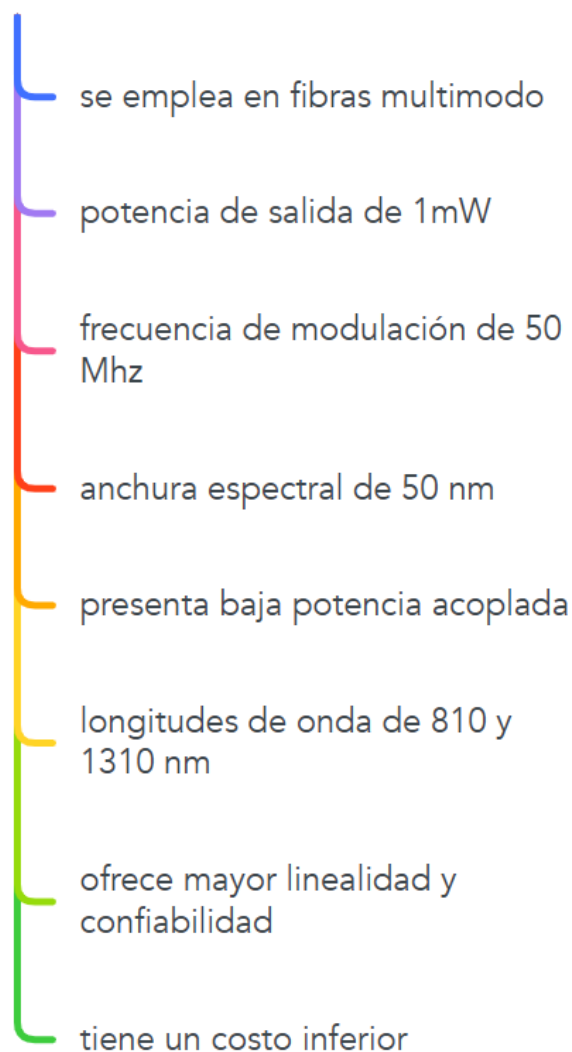 se emplea en fibras multimodo
potencia de salida de 1mW
frecuencia de modulación de 50
Mhz
anchura espectral de 50 nm
presenta baja potencia acoplada
longitudes de onda de 810 y
1310 nm
ofrece mayor linealidad y
confiabilidad
tiene un costo inferior